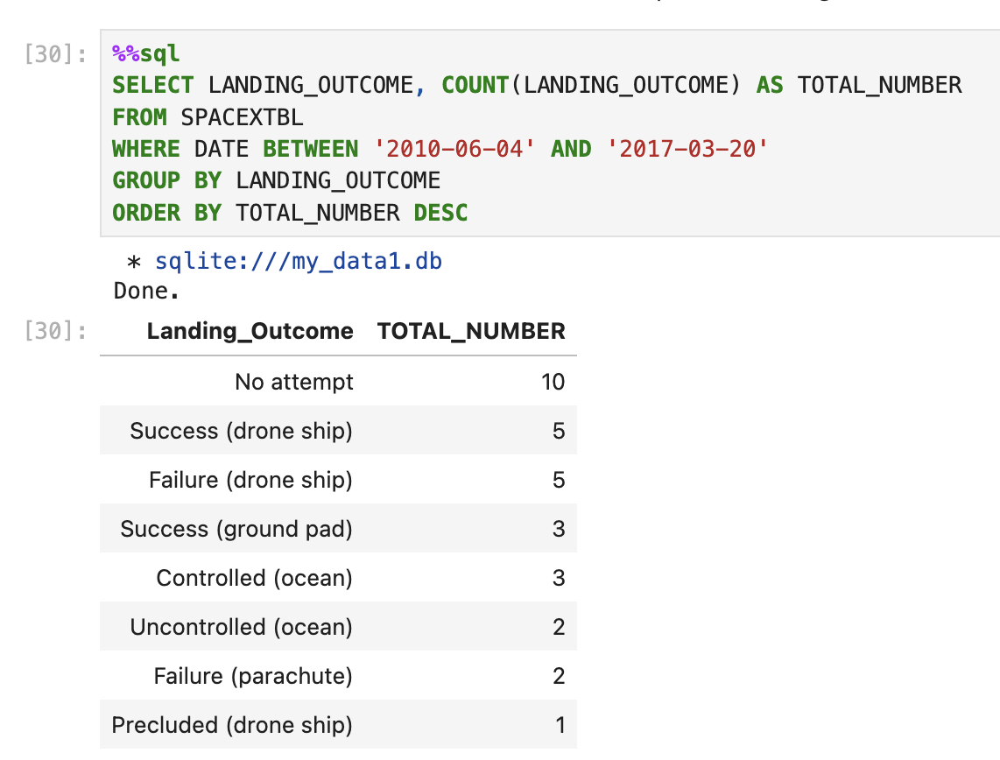 [30]: %%sql
SELECT LANDING_OUTCOME, COUNT(LANDING_OUTCOME) AS TOTAL_NUMBER
FROM SPACEXTBL
WHERE DATE BETWEEN '2010-06-04' AND '2017-03-20'
GROUP BY LANDING_OUTCOME
ORDER BY TOTAL_NUMBER DESC
* sqlite:///my_data1.db
Done.
[30]: Landing_Outcome TOTAL_NUMBER
No attempt 10
Success (drone ship) 5
Failure (drone ship) 5
Success (ground pad) 3
Controlled (ocean) 3
Uncontrolled (ocean) 2
Failure (parachute) 2
Precluded (drone ship) 1